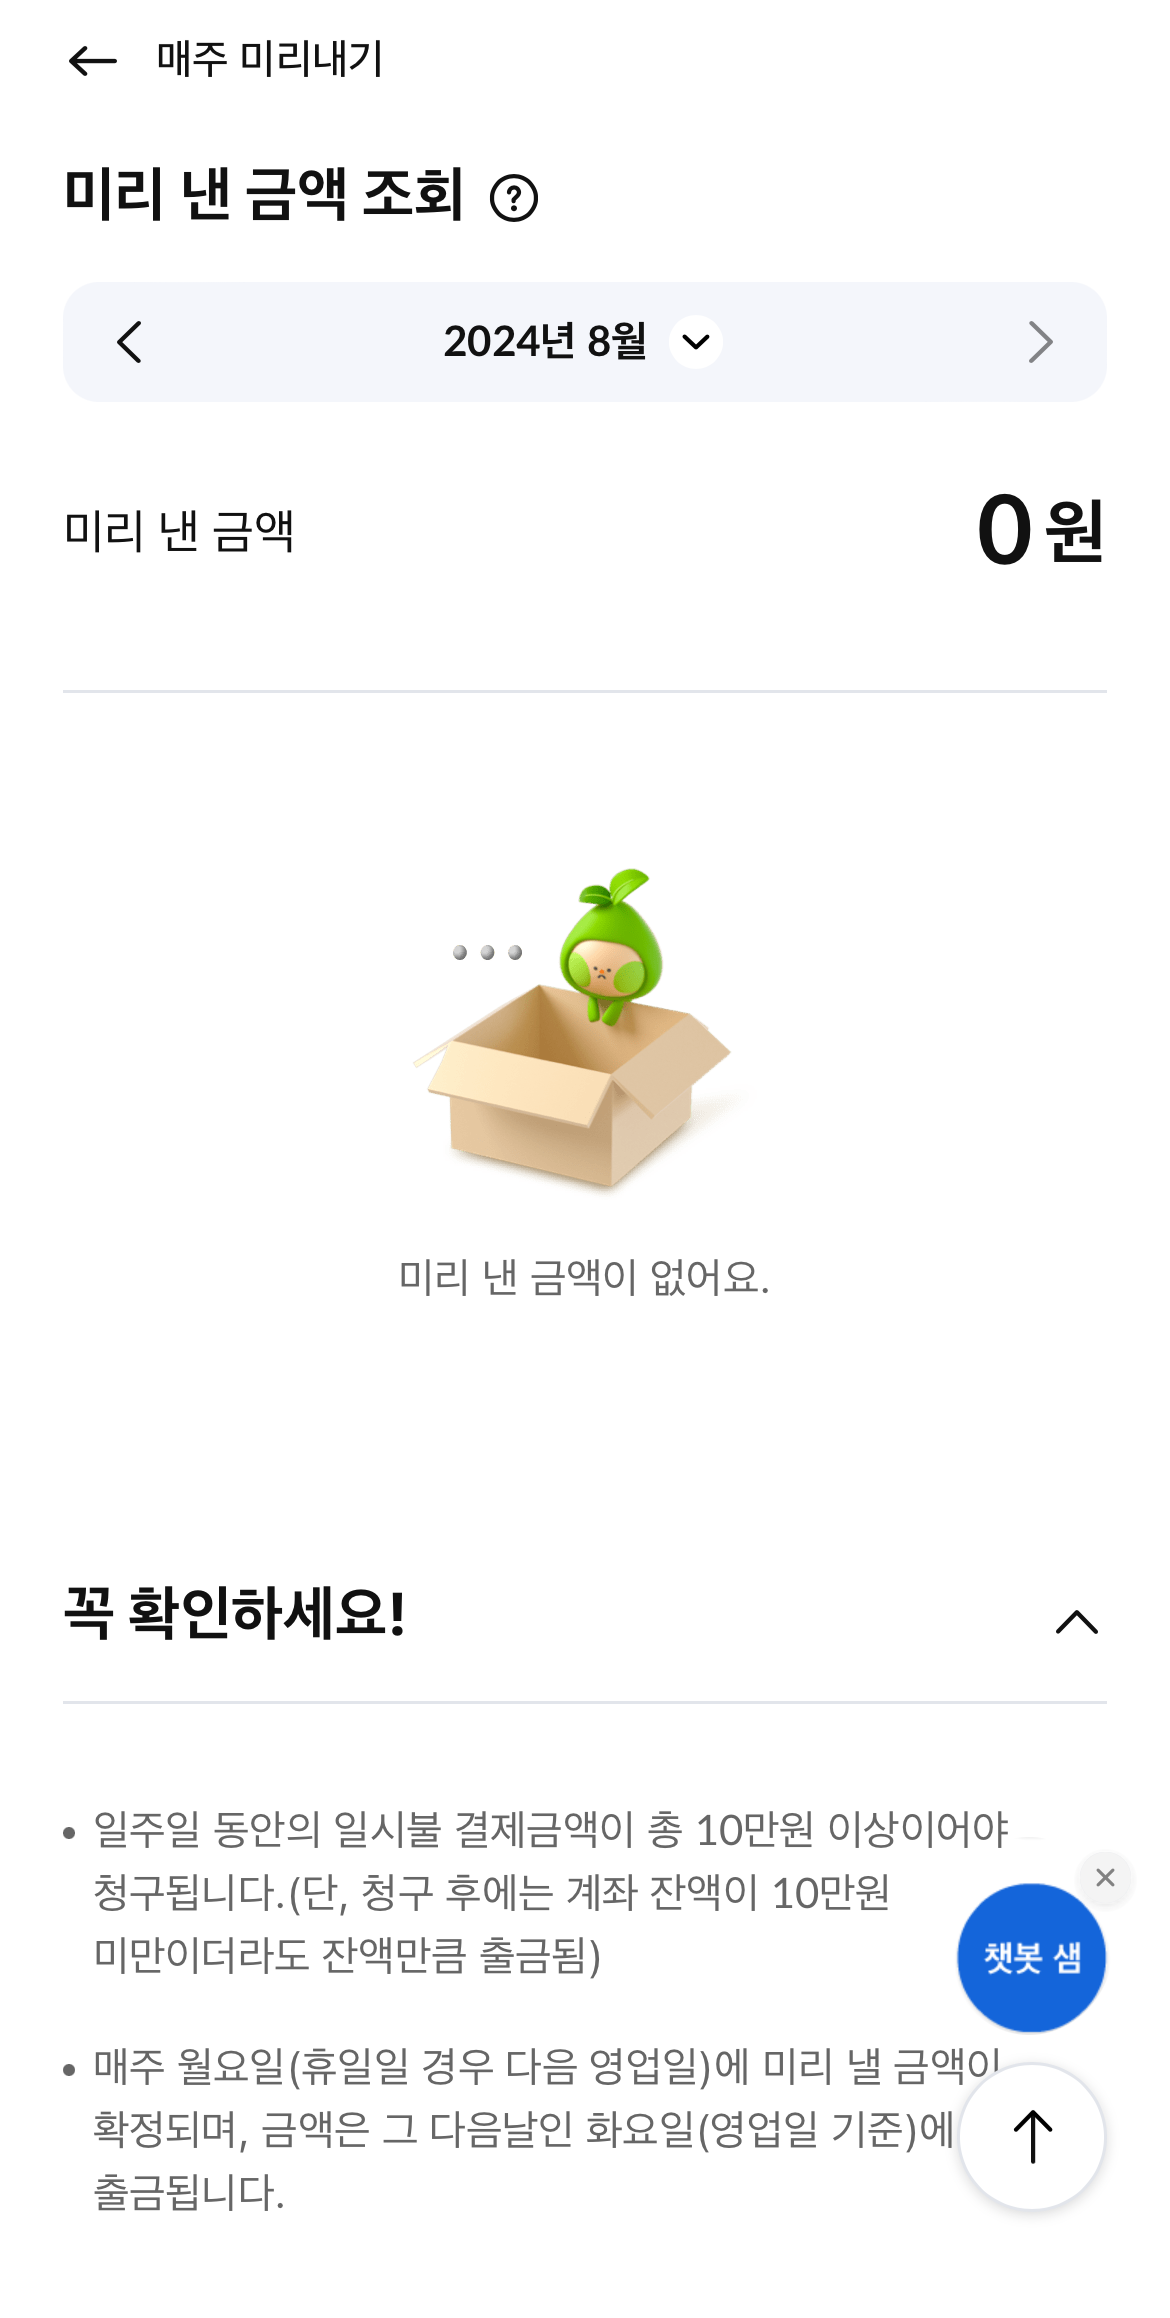 매주 미리내기
미리 낸 금액 조회
2024년 8월
미리 낸 금액
0 원
미리 낸 금액이 없어요.
꼭 확인하세요!
• 일주일 동안의 일시불 결제금액이 총 10만원 이상이어야
청구됩니다.(단, 청구 후에는 계좌 잔액이 10만원
미만이더라도 잔액만큼 출금됨)
챗봇 샘
• 매주 월요일(휴일일 경우 다음 영업일)에 미리 낼 금액이
확정되며, 금액은 그 다음날인 화요일(영업일 기준)에
출금됩니다.